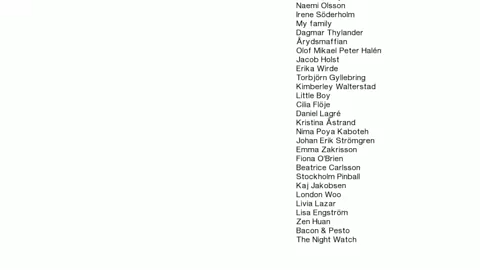 Naemi Olsson
Irene Söderholm
My family
Dagmar Thylander
Årydsmaffian
Olof Mikael Peter Halén
Jacob Holst
Erika Wirde
Torbjörn Gyllebring
Kimberley Walterstad
Little Boy
Cilia Flöje
Daniel Lagré
Kristina Åstrand
Nima Poya Kaboteh
Johan Erik Strömgren
Emma Zakrisson
Fiona O'Brien
Beatrice Carlsson
Stockholm Pinball
Kaj Jakobsen
London Woo
Livia Lazar
Lisa Engström
Zen Huan
Bacon & Pesto
The Night Watch